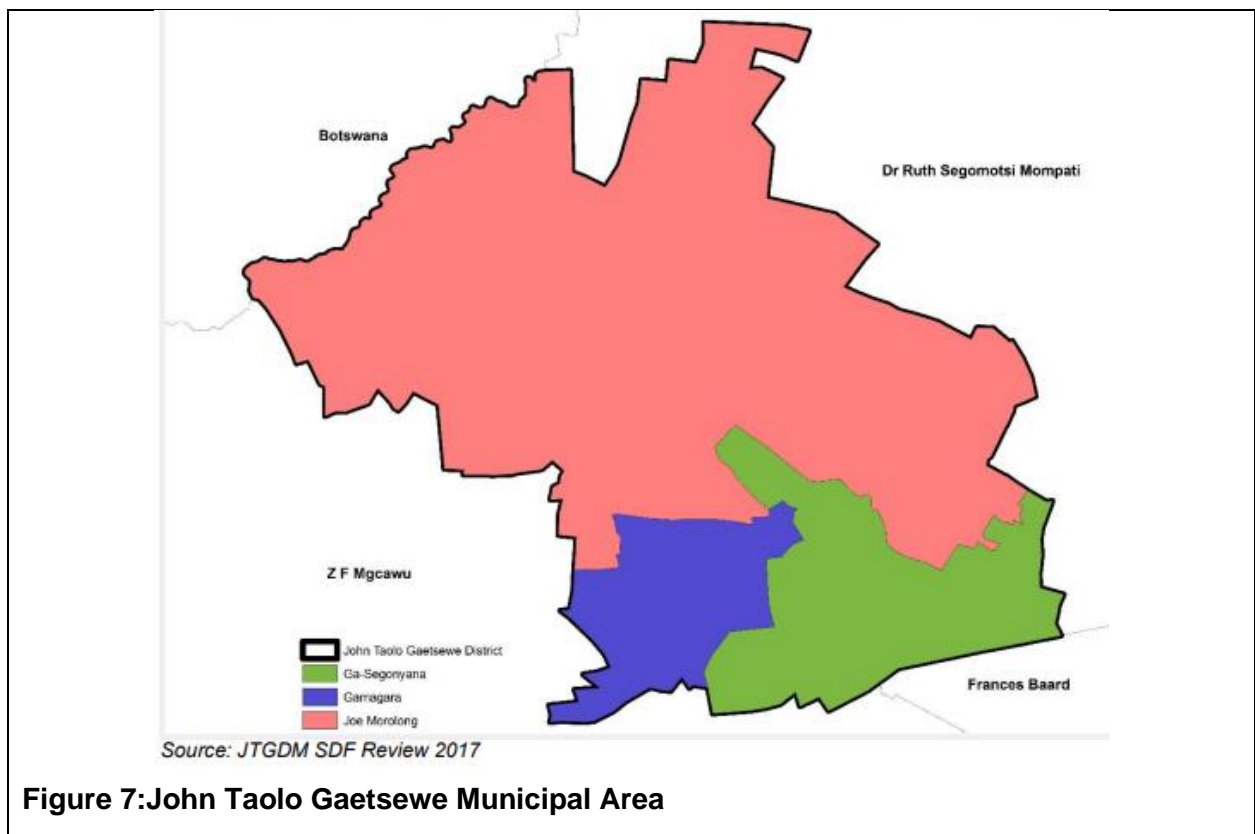 Botswana
Dr Ruth Segomotsi Mompati
Z F Mgcawu
John Taolo Gaetsewe District
Ga-Segonyana
Gamagara
Joe Morolong
Frances Baard
Source: JTGDM SDF Review 2017
Figure 7:John Taolo Gaetsewe Municipal Area